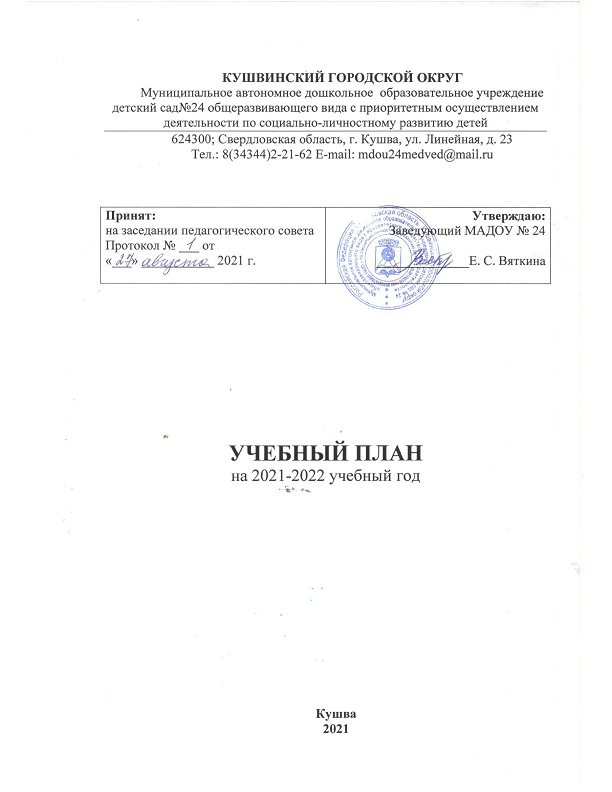 КУШВИНСКИЙ ГОРОДСКОЙ ОКРУГ
Муниципальное автономное дошкольное образовательное учреждение
детский сад№24 общеразвивающего вида с приоритетным осуществлением
деятельности по социально-личностному развитию детей
624300; Свердловская область, г. Кушва, ул. Линейная, д. 23
Тел.: 8(34344)2-21-62 E-mail: mdou24medved@mail.ru
Принят:
на заседании педагогического совета
Протокол № 1 от
« 27» августа 2021 г.
Утверждаю:
Заведующий МАДОУ № 24
Е. С. Вяткина
УЧЕБНЫЙ ПЛАН
на 2021-2022 учебный год
Кушва
2021